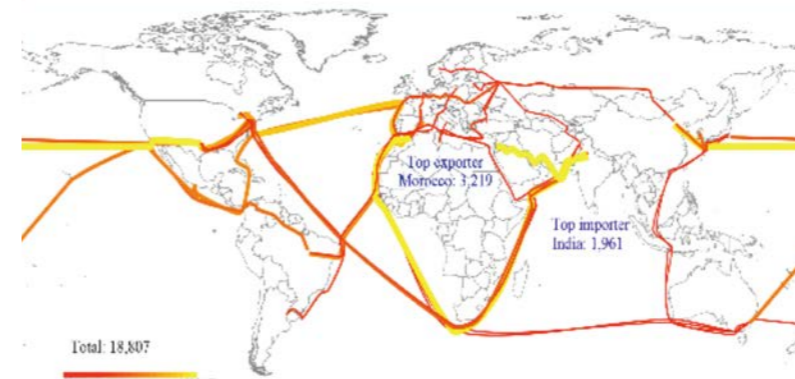 Top exporter
Morocco: 3,219
Top importer
India: 1,961
Total: 18,807